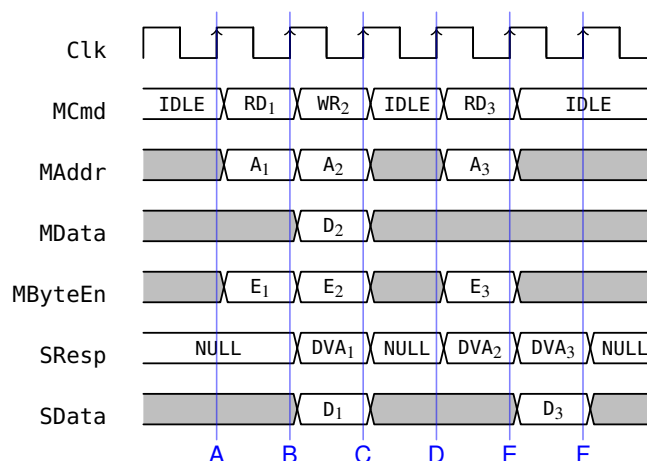 Clk
MCmd IDLE RD1 WR2 IDLE RD3 IDLE
MAddr A1 A2 A3
MData D2
MByteEn E1 E2 E3
SResp NULL DVA1 NULL DVA2 DVA3 NULL
SData D1 D3
A B C D E F